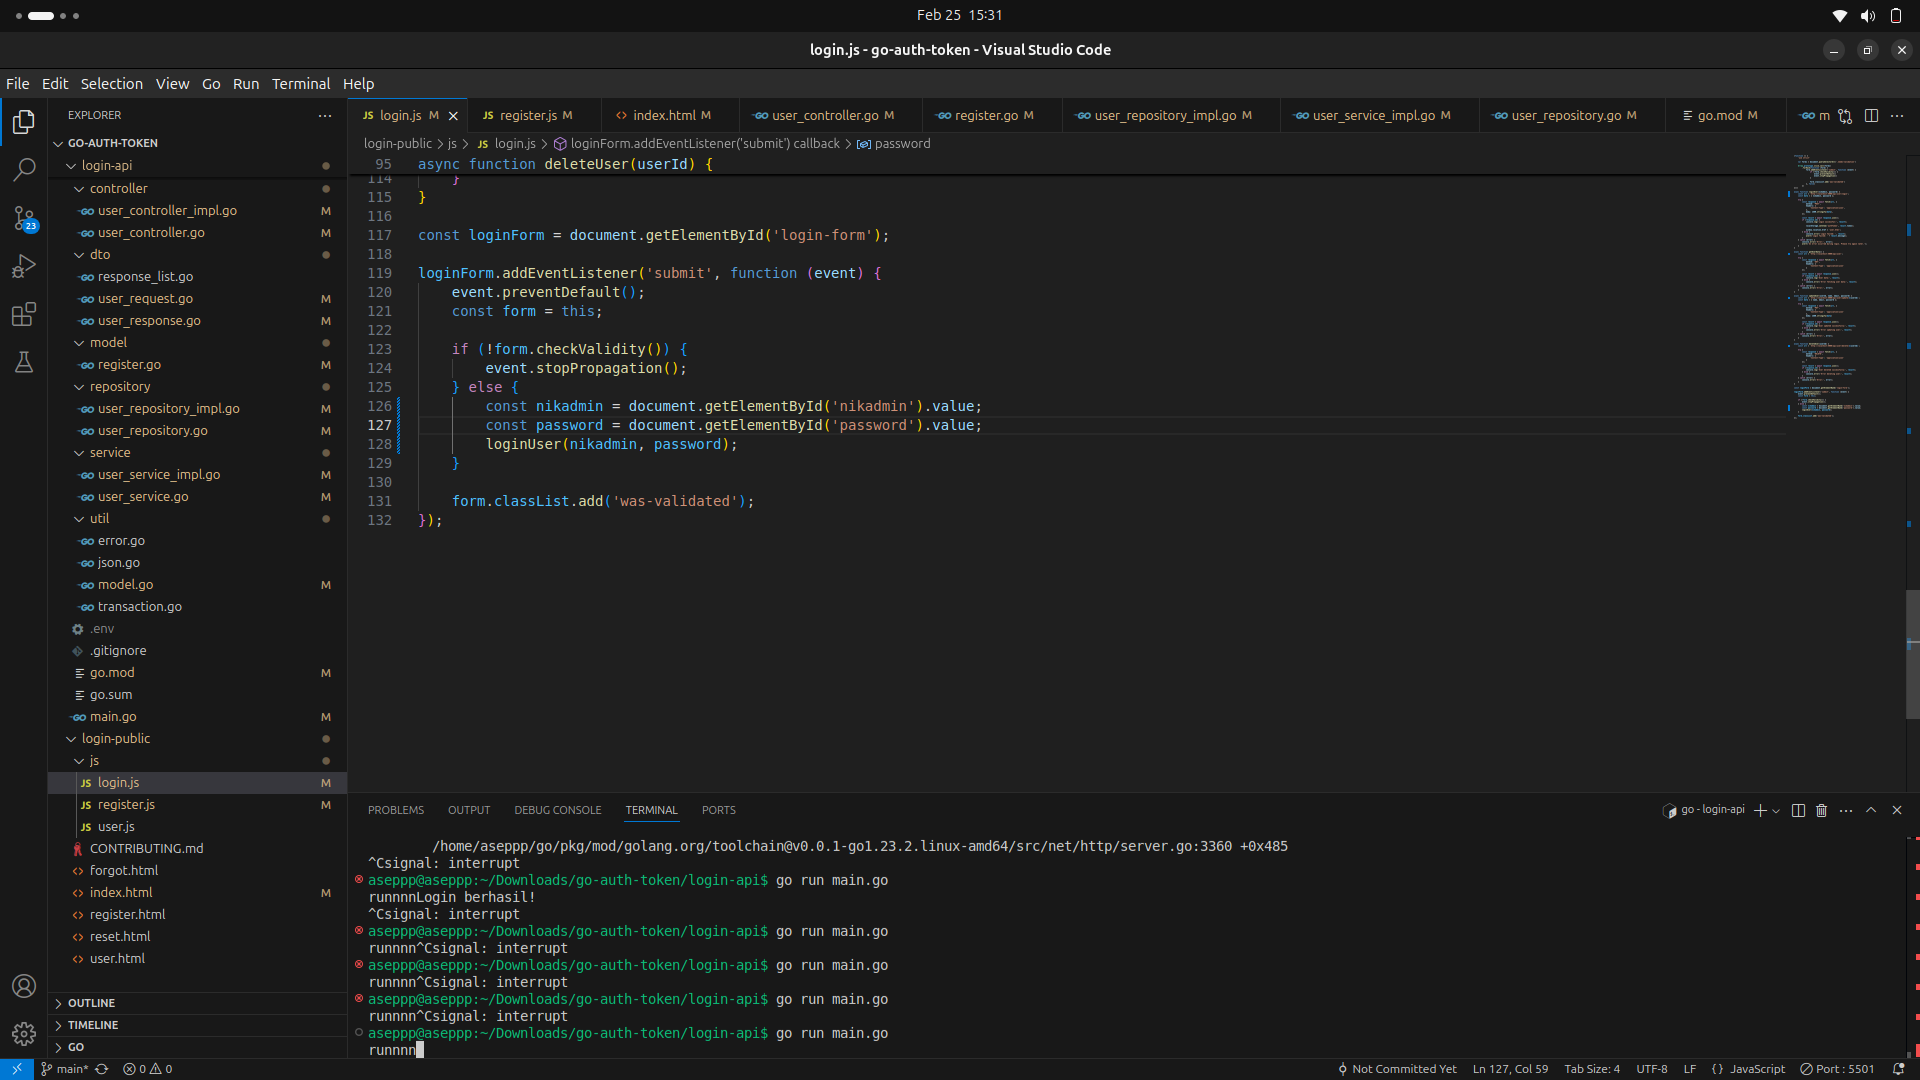 Feb 25 15:31
login.js - go-auth-token - Visual Studio Code
File Edit Selection View Go Run Terminal Help
EXPLORER ···
GO-AUTH-TOKEN
login-api
controller
user_controller_impl.go M
user_controller.go M
dto
response_list.go
user_request.go M
user_response.go M
model
register.go M
repository
user_repository_impl.go M
user_repository.go M
service
user_service_impl.go M
user_service.go M
util
error.go
json.go
model.go M
transaction.go
.env
.gitignore
go.mod M
go.sum
main.go M
login-public
js
login.js M
register.js M
user.js
CONTRIBUTING.md
forgot.html
index.html M
register.html
reset.html
user.html
OUTLINE
TIMELINE
GO
23
JS login.js M JS register.js M index.html M user_controller.go M register.go M user_repository_impl.go M user_service_impl.go M user_repository.go M go.mod M m
login-public > js > JS login.js > loginForm.addEventListener('submit') callback > password
95 async function deleteUser(userId) {
114 }
115 }
116
117 const loginForm = document.getElementById('login-form');
118
119 loginForm.addEventListener('submit', function (event) {
120 event.preventDefault();
121 const form = this;
122
123 if (!form.checkValidity()) {
124 event.stopPropagation();
125 } else {
126 const nikadmin = document.getElementById('nikadmin').value;
127 const password = document.getElementById('password').value;
128 loginUser(nikadmin, password);
129 }
130
131 form.classList.add('was-validated');
132 });
PROBLEMS OUTPUT DEBUG CONSOLE TERMINAL PORTS
go - login-api
/home/aseppp/go/pkg/mod/golang.org/toolchain@v0.0.1-go1.23.2.linux-amd64/src/net/http/server.go:3360 +0x485
^Csignal: interrupt
aseppp@aseppp:~/Downloads/go-auth-token/login-api$ go run main.go
runnnnLogin berhasil!
^Csignal: interrupt
aseppp@aseppp:~/Downloads/go-auth-token/login-api$ go run main.go
runnnn^Csignal: interrupt
aseppp@aseppp:~/Downloads/go-auth-token/login-api$ go run main.go
runnnn^Csignal: interrupt
aseppp@aseppp:~/Downloads/go-auth-token/login-api$ go run main.go
runnnn^Csignal: interrupt
aseppp@aseppp:~/Downloads/go-auth-token/login-api$ go run main.go
runnnn
main* 0 0 Not Committed Yet Ln 127, Col 59 Tab Size: 4 UTF-8 LF {} JavaScript Port : 5501